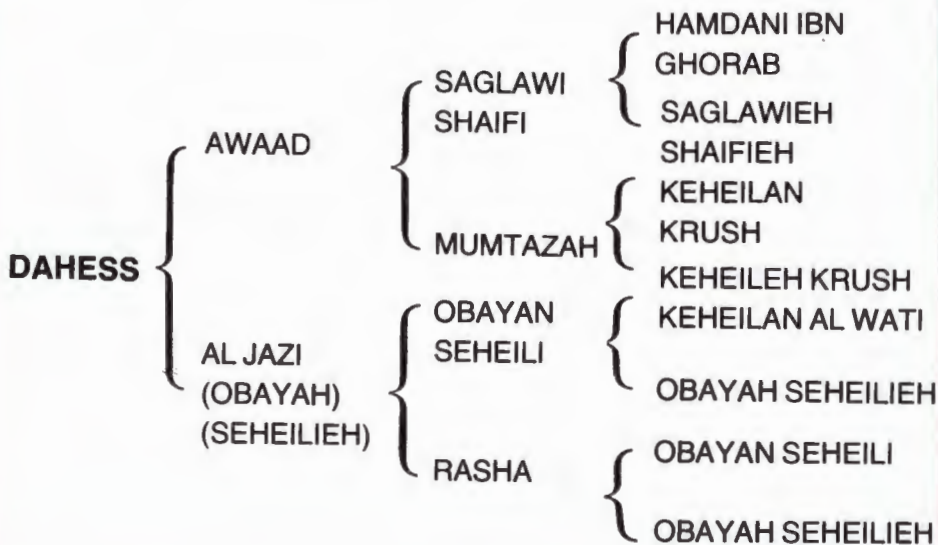 HAMDANI IBN
GHORAB
SAGLAWI
SHAIFI
SAGLAWIEH
SHAIFIEH
AWAAD
KEHEILAN
KRUSH
MUMTAZAH
KEHEILEH KRUSH
DAHESS
OBAYAN
SEHEILI
KEHEILAN AL WATI
AL JAZI
(OBAYAH)
(SEHEILIEH)
OBAYAH SEHEILIEH
RASHA
OBAYAN SEHEILI
OBAYAH SEHEILIEH